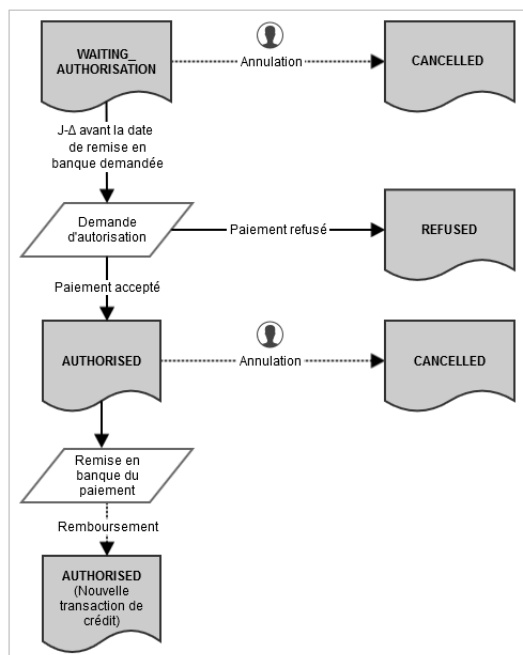 WAITING_
AUTHORISATION
Annulation
CANCELLED
J-Δ avant la date
de remise en
banque demandée
Demande
d'autorisation
Paiement refusé
REFUSED
Paiement accepté
AUTHORISED
Annulation
CANCELLED
Remise en
banque du
paiement
Remboursement
AUTHORISED
(Nouvelle
transaction de
crédit)